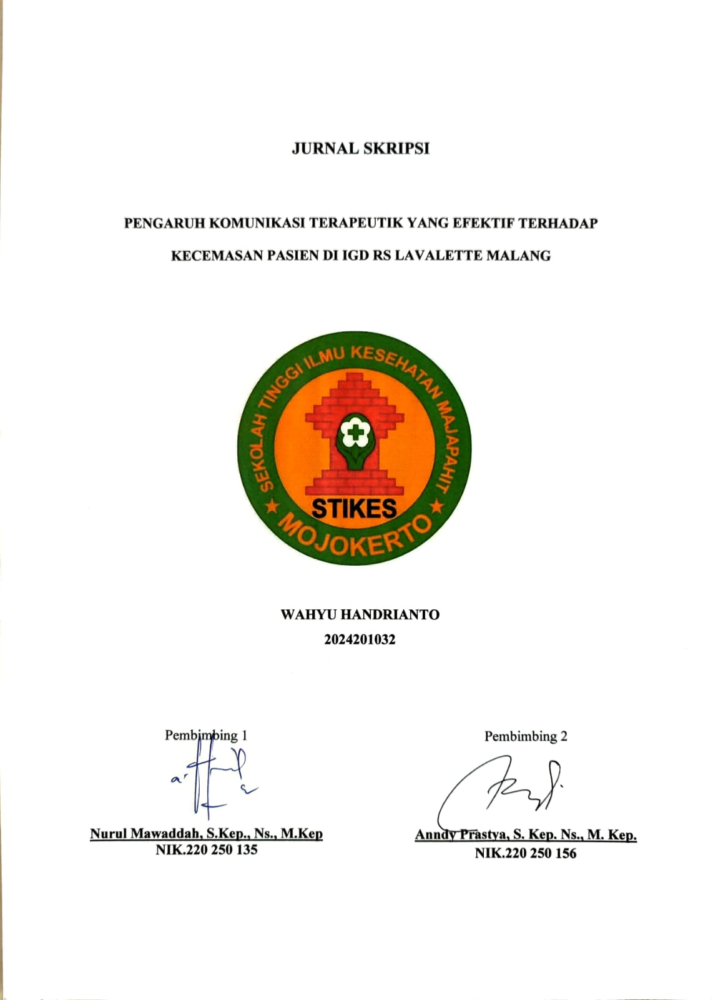 JURNAL SKRIPSI
PENGARUH KOMUNIKASI TERAPEUTIK YANG EFEKTIF TERHADAP
KECEMASAN PASIEN DI IGD RS LAVALETTE MALANG
SEKOLAH TINGGI ILMU KESEHATAN MAJAPAHIT
STIKES
★ MOJOKERTO ★
WAHYU HANDRIANTO
2024201032
Pembimbing 1
Pembimbing 2
Nurul Mawaddah, S.Kep., Ns., M.Kep
NIK.220 250 135
Anndy Prastya, S. Kep. Ns., M. Kep.
NIK.220 250 156